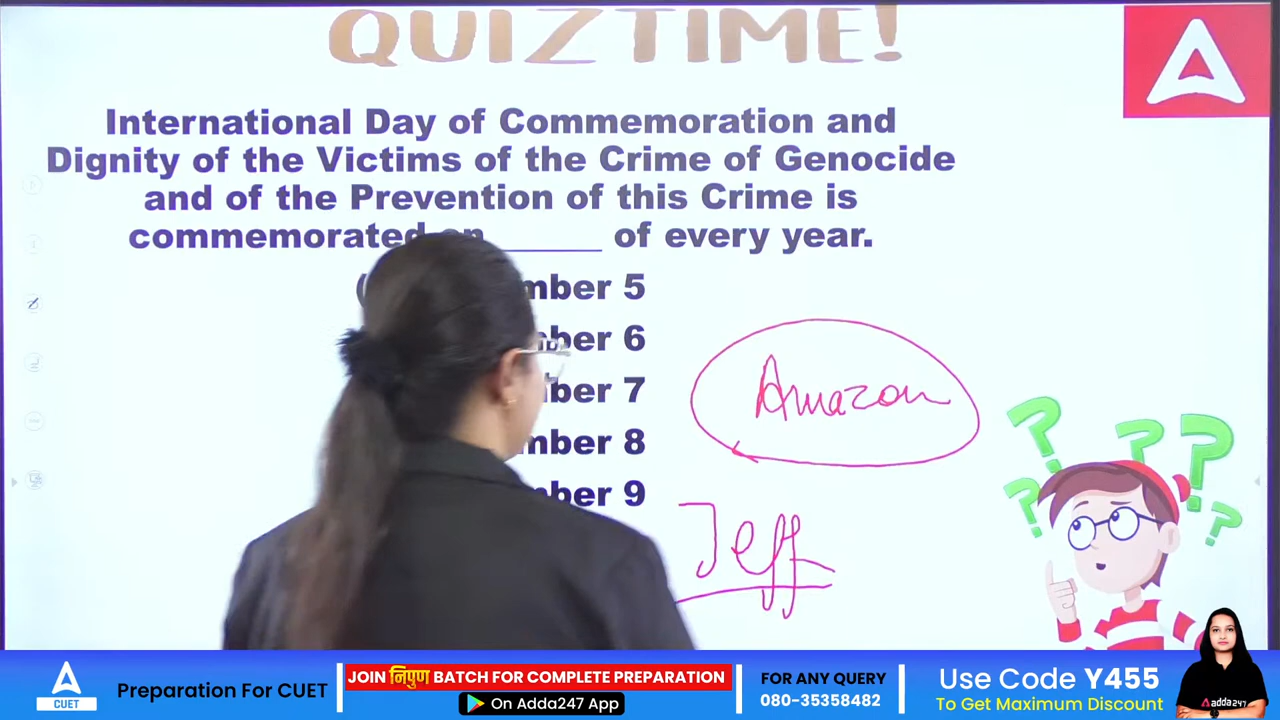 QUIZTIME!
International Day of Commemoration and
Dignity of the Victims of the Crime of Genocide
and of the Prevention of this Crime is
commemorated on ______ of every year.
mber 5
ber 6
ber 7
mber 8
ber 9
Amazon
Jeff
CUET
Preparation For CUET
JOIN निपुण BATCH FOR COMPLETE PREPARATION
On Adda247 App
FOR ANY QUERY
080-35358482
Use Code Y455
To Get Maximum Discount
adda247